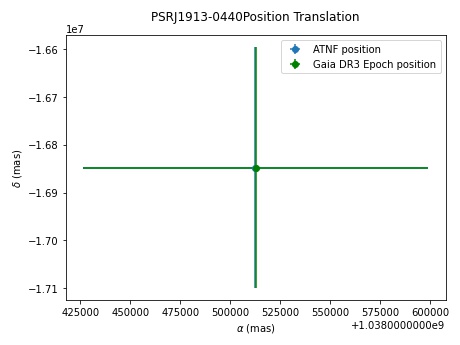 PSRJ1913-0440Position Translation
1e7
ATNF position
Gaia DR3 Epoch position
−1.66
−1.67
−1.68
−1.69
−1.70
−1.71
δ (mas)
425000 450000 475000 500000 525000 550000 575000 600000
+1.0380000000e9
α (mas)